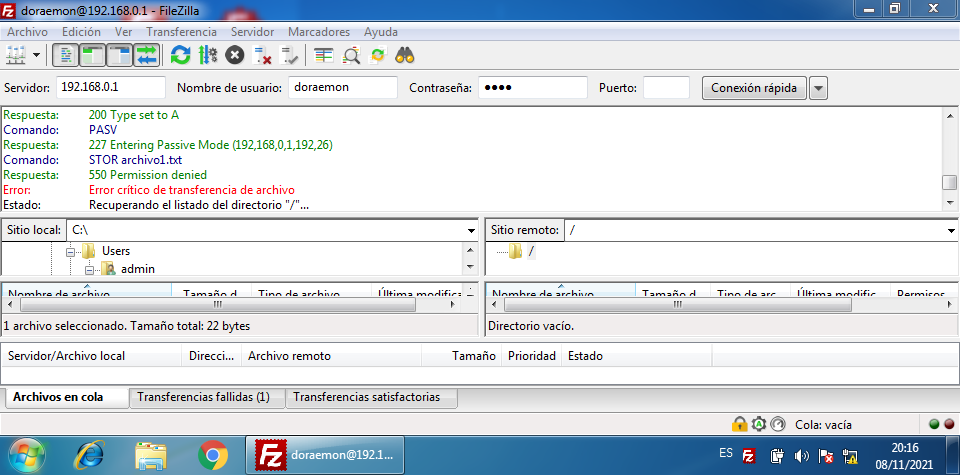 doraemon@192.168.0.1 - FileZilla
Archivo Edición Ver Transferencia Servidor Marcadores Ayuda
Servidor: 192.168.0.1 Nombre de usuario: doraemon Contraseña: ●●●● Puerto: Conexión rápida
Respuesta: 200 Type set to A
Comando: PASV
Respuesta: 227 Entering Passive Mode (192,168,0,1,192,26)
Comando: STOR archivo1.txt
Respuesta: 550 Permission denied
Error: Error crítico de transferencia de archivo
Estado: Recuperando el listado del directorio "/"...
Sitio local: C:\ Sitio remoto: /
Users /
admin
Nombre de archivo Tamaño d... Tipo de archivo Última modifica... Nombre de archivo Tamaño d... Tipo de arc... Última modific... Permisos
1 archivo seleccionado. Tamaño total: 22 bytes Directorio vacío.
Servidor/Archivo local Direcci... Archivo remoto Tamaño Prioridad Estado
Archivos en cola Transferencias fallidas (1) Transferencias satisfactorias
Cola: vacía
doraemon@192.1... ES 20:16
08/11/2021